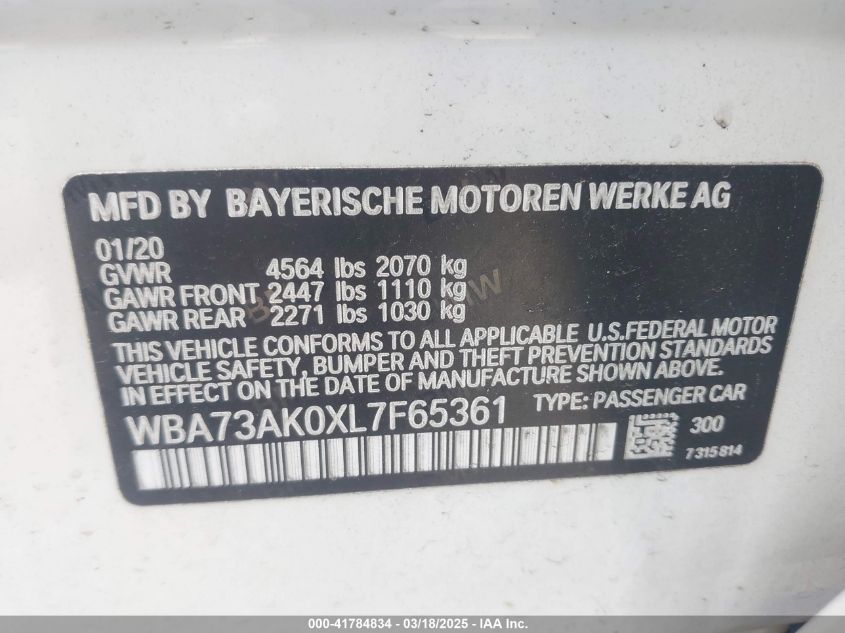 MFD BY BAYERISCHE MOTOREN WERKE AG
01/20
GVWR 4564 lbs 2070 kg
GAWR FRONT 2447 lbs 1110 kg
GAWR REAR 2271 lbs 1030 kg
THIS VEHICLE CONFORMS TO ALL APPLICABLE U.S.FEDERAL MOTOR
VEHICLE SAFETY, BUMPER AND THEFT PREVENTION STANDARDS
IN EFFECT ON THE DATE OF MANUFACTURE SHOWN ABOVE.
WBA73AK0XL7F65361 TYPE: PASSENGER CAR
300
7315814
000-41784834 / 03/18/2025 - IAA Inc.